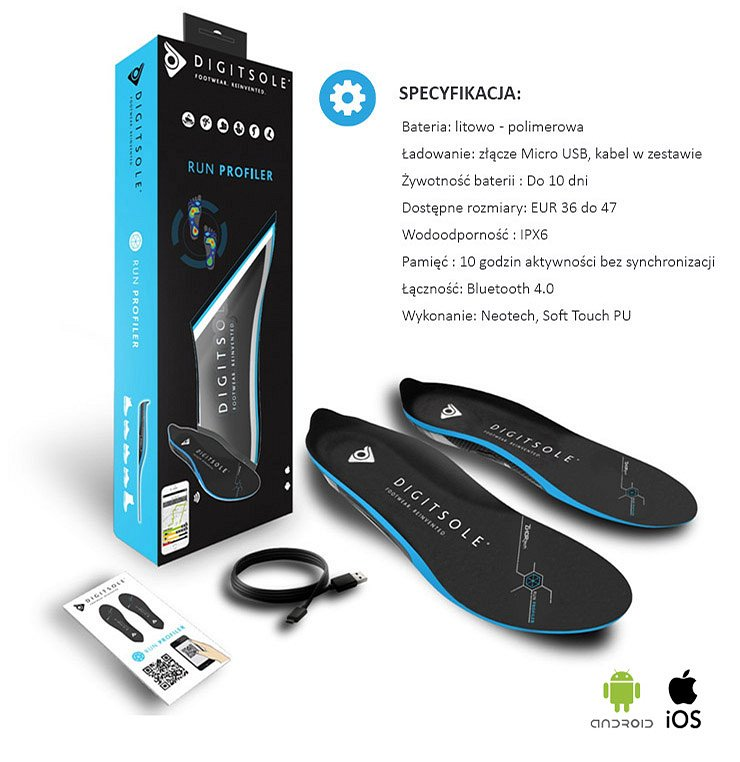 DIGITSOLE
FOOTWEAR. REINVENTED.
RUN PROFILER
DIGITSOLE
FOOTWEAR. REINVENTED.
RUN PROFILER
DIGITSOLE
FOOTWEAR. REINVENTED.
SPECYFIKACJA:
Bateria: litowo - polimerowa
Ładowanie: złącze Micro USB, kabel w zestawie
Żywotność baterii : Do 10 dni
Dostępne rozmiary: EUR 36 do 47
Wodoodporność : IPX6
Pamięć : 10 godzin aktywności bez synchronizacji
Łączność: Bluetooth 4.0
Wykonanie: Neotech, Soft Touch PU
DIGITSOLE
FOOTWEAR. REINVENTED.
DIGITSOLE
FOOTWEAR. REINVENTED.
RUN PROFILER
DIGITSOLE
RUN PROFILER
android
iOS